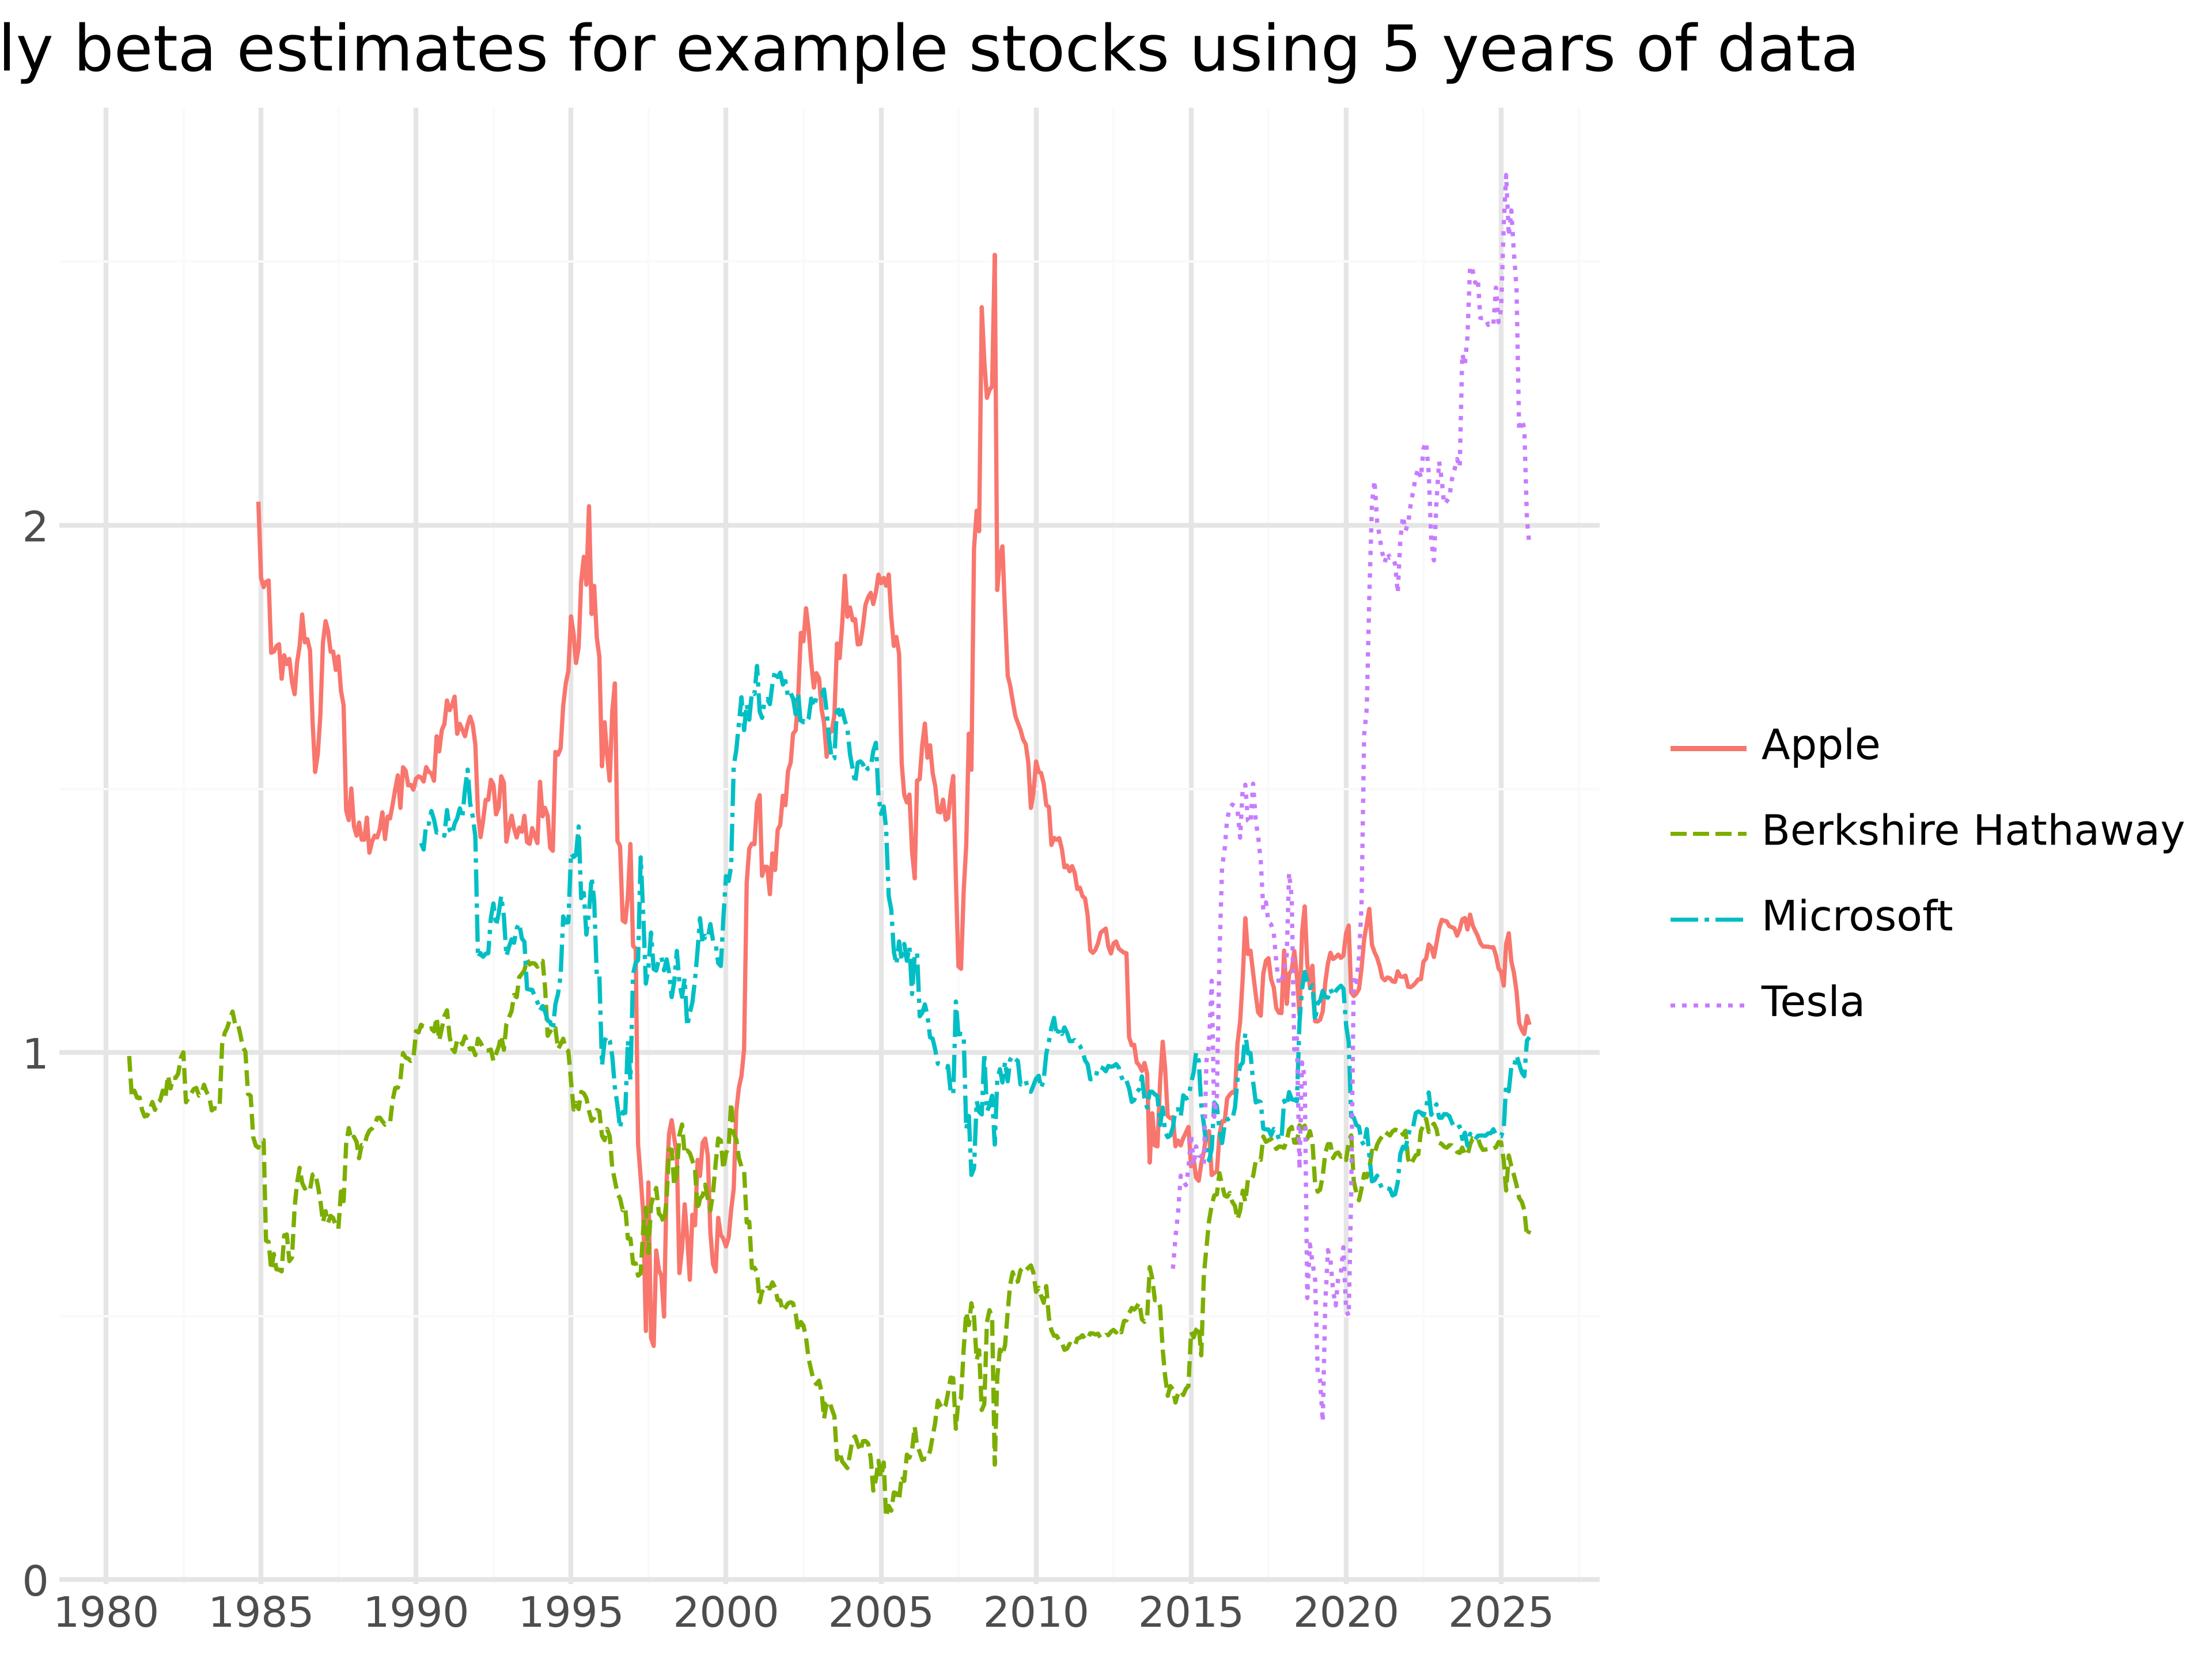 ly beta estimates for example stocks using 5 years of data
2
1
0
1980 1985 1990 1995 2000 2005 2010 2015 2020 2025
Apple
Berkshire Hathaway
Microsoft
Tesla